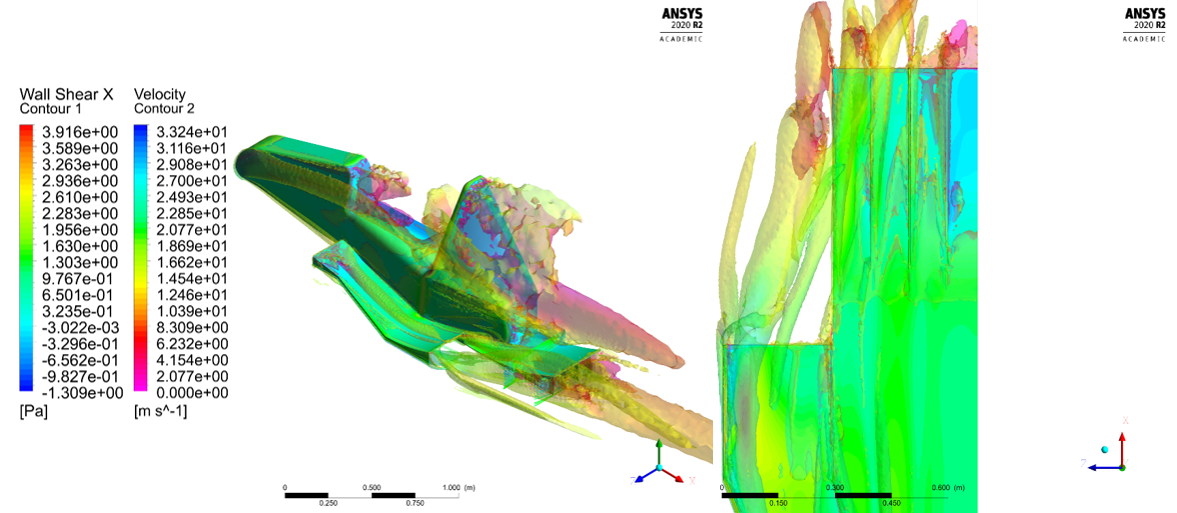 ANSYS
2020 R2
ACADEMIC
ANSYS
2020 R2
ACADEMIC
Wall Shear X
Contour 1
3.916e+00
3.589e+00
3.263e+00
2.936e+00
2.610e+00
2.283e+00
1.956e+00
1.630e+00
1.303e+00
9.767e-01
6.501e-01
3.235e-01
-3.022e-03
-3.296e-01
-6.562e-01
-9.827e-01
-1.309e+00
[Pa]
Velocity
Contour 2
3.324e+01
3.116e+01
2.908e+01
2.700e+01
2.493e+01
2.285e+01
2.077e+01
1.869e+01
1.662e+01
1.454e+01
1.246e+01
1.039e+01
8.309e+00
6.232e+00
4.154e+00
2.077e+00
0.000e+00
[m s^-1]
0 0.500 1.000 (m)
0.250 0.750
Z X
0 0.300 0.600 (m)
0.150 0.450
X
Z